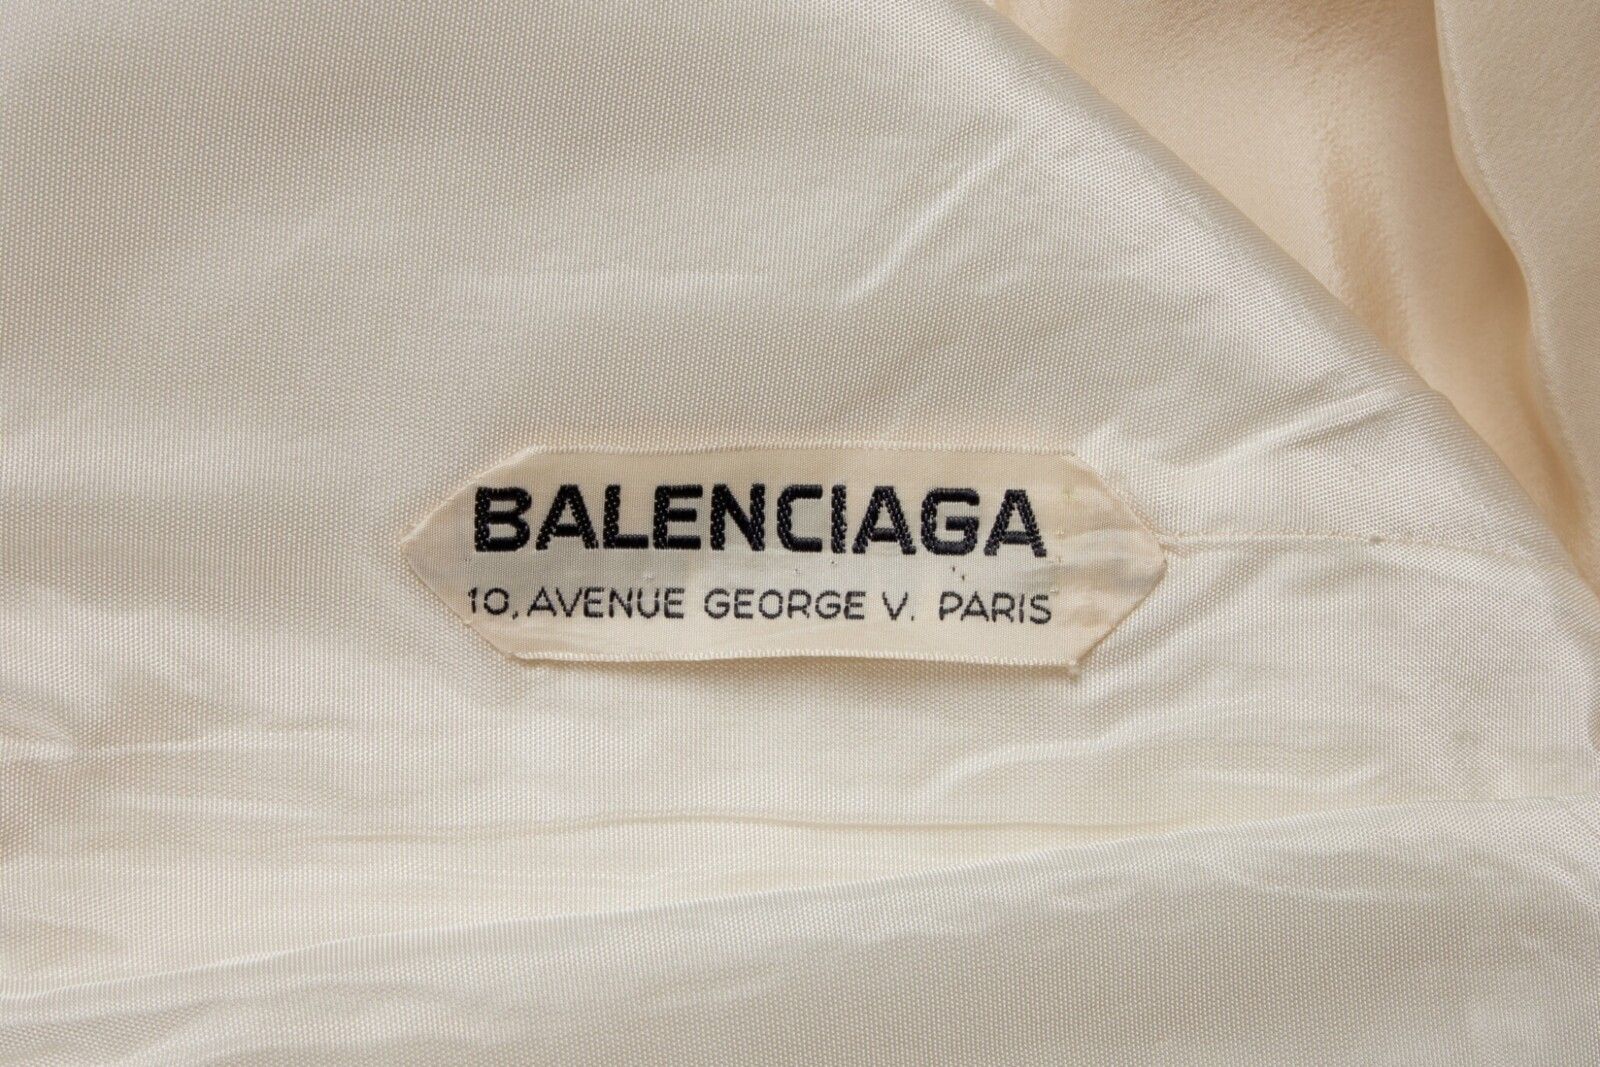 BALENCIAGA
10, AVENUE GEORGE V. PARIS